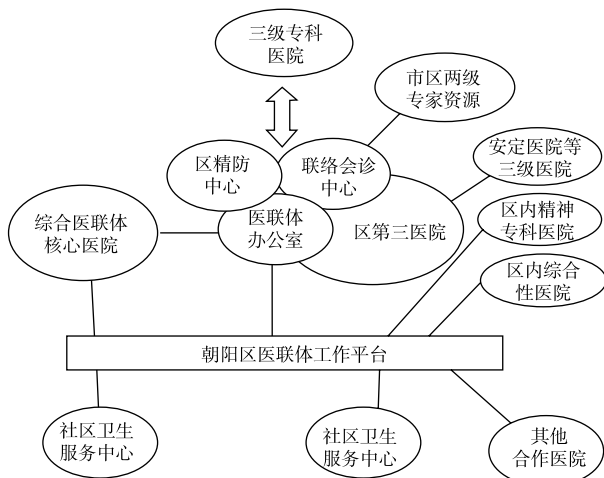 三级专科
医院
市区两级
专家资源
区精防
中心
联络会诊
中心
安定医院等
三级医院
综合医联体
核心医院
医联体
办公室
区第三医院
区内精神
专科医院
区内综合
性医院
朝阳区医联体工作平台
社区卫生
服务中心
社区卫生
服务中心
其他
合作医院